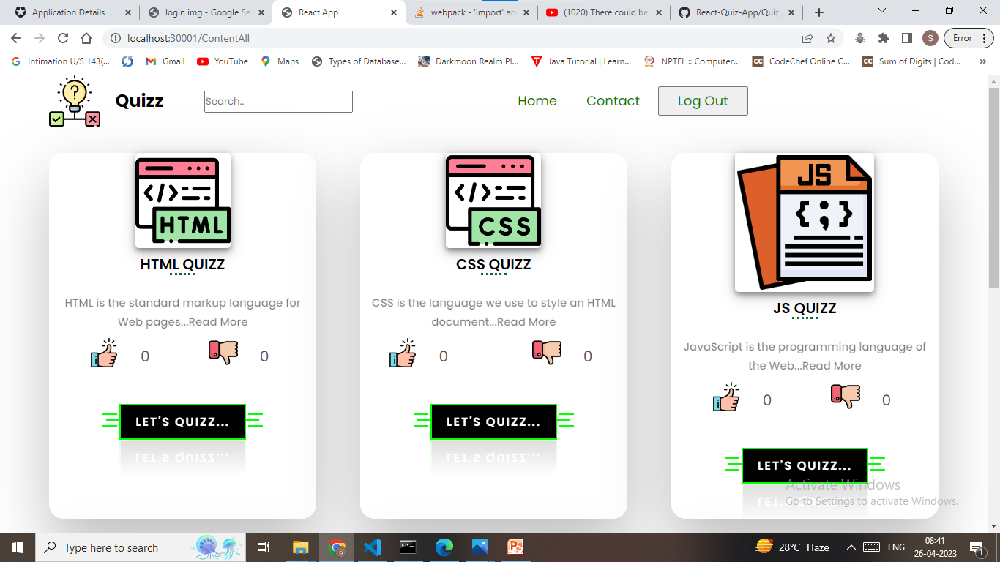 Application Details
login img - Google Se
React App
webpack - 'import' an
(1020) There could be
React-Quiz-App/Quiz
localhost:30001/ContentAll
S
Error
Intimation U/S 143(...
Gmail
YouTube
Maps
Types of Database...
Darkmoon Realm Pl...
Java Tutorial | Learn...
NPTEL :: Computer...
CodeChef Online C...
Sum of Digits | Cod...
»
?
Quizz
Search..
Home
Contact
Log Out
</>
HTML
HTML QUIZZ
HTML is the standard markup language for
Web pages...Read More
0
0
LET'S QUIZZ...
</>
CSS
CSS QUIZZ
CSS is the language we use to style an HTML
document...Read More
0
0
LET'S QUIZZ...
JS
{;}
JS QUIZZ
JavaScript is the programming language of
the Web...Read More
0
0
LET'S QUIZZ...
Activate Windows
Go to Settings to activate Windows.
Type here to search
28°C Haze
ENG
08:41
26-04-2023
1